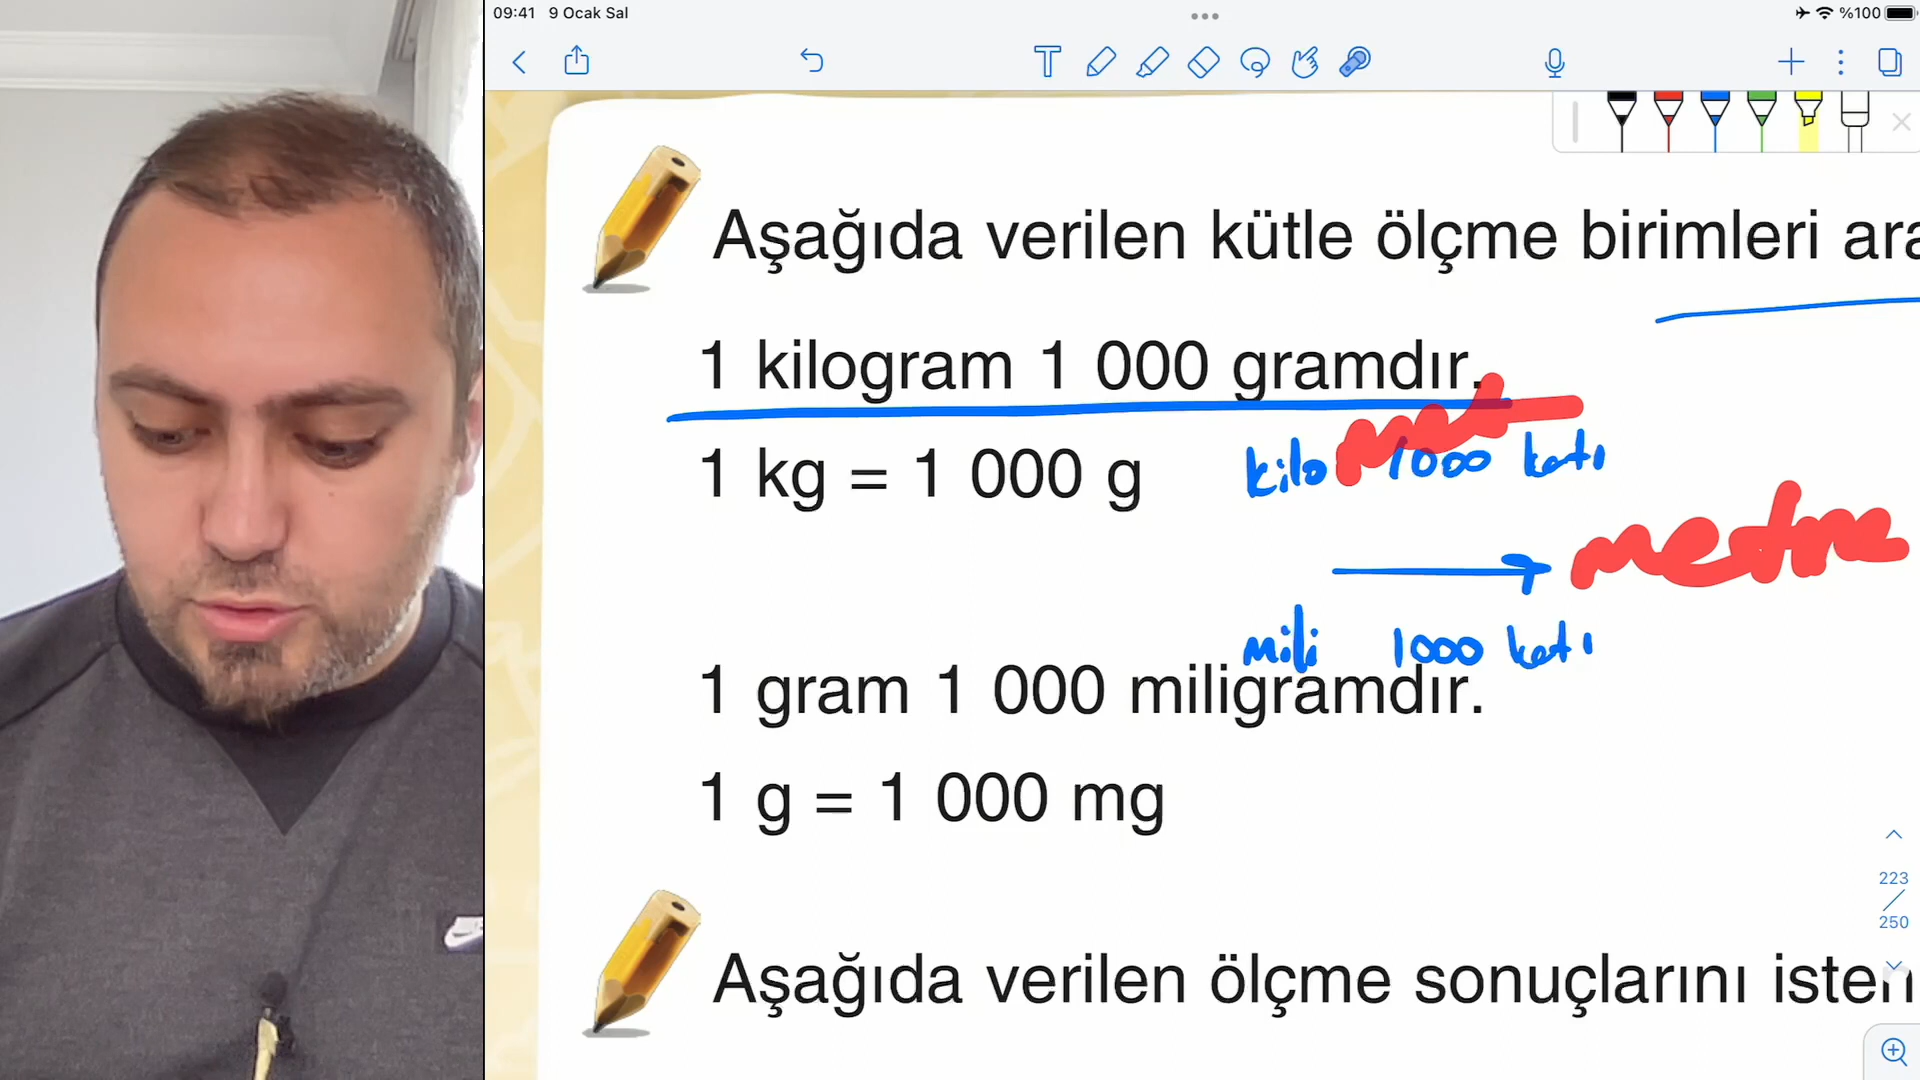 09:41 9 Ocak Sal
%100
Aşağıda verilen kütle ölçme birimleri ara
1 kilogram 1 000 gramdır.
1 kg = 1 000 g
kilo met 1000 katı
metre
mili 1000 katı
1 gram 1 000 miligramdır.
1 g = 1 000 mg
223
250
Aşağıda verilen ölçme sonuçlarını isten